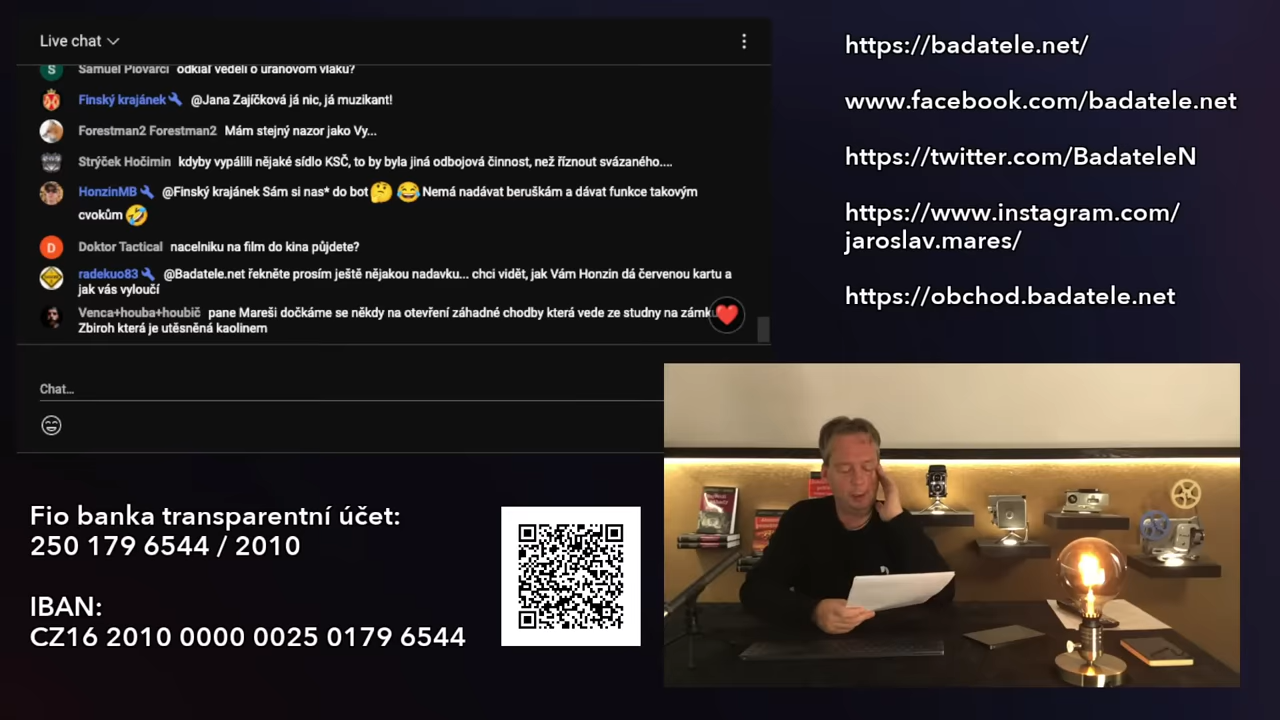 Live chat
Samuel Piovarci odkiaľ vedeli o uranovom vlaku?
Finský krajánek @Jana Zajíčková já nic, já muzikant!
Forestman2 Forestman2 Mám stejný nazor jako Vy...
Strýček Hočimin kdyby vypálili nějaké sídlo KSČ, to by byla jiná odbojová činnost, než říznout svázaného....
HonzinMB @Finský krajánek Sám si nas* do bot🤔 😂 Nemá nadávat beruškám a dávat funkce takovým
cvokům🤣
D Doktor Tactical nacelniku na film do kina půjdete?
radekuo83 @Badatele.net řekněte prosím ještě nějakou nadavku... chci vidět, jak Vám Honzin dá červenou kartu a
jak vás vyloučí
Venca+houba+houbič pane Mareši dočkáme se někdy na otevření záhadné chodby která vede ze studny na zámku
Zbiroh která je utěsněná kaolinem
Chat...
https://badatele.net/
www.facebook.com/badatele.net
https://twitter.com/BadateleN
https://www.instagram.com/
jaroslav.mares/
https://obchod.badatele.net
Fio banka transparentní účet:
250 179 6544 / 2010
IBAN:
CZ16 2010 0000 0025 0179 6544